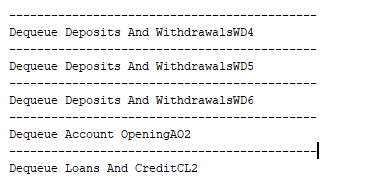 --------------------------------------------
Dequeue Deposits And WithdrawalsWD4
--------------------------------------------
Dequeue Deposits And WithdrawalsWD5
--------------------------------------------
Dequeue Deposits And WithdrawalsWD6
--------------------------------------------
Dequeue Account OpeningAO2
--------------------------------------------
Dequeue Loans And CreditCL2